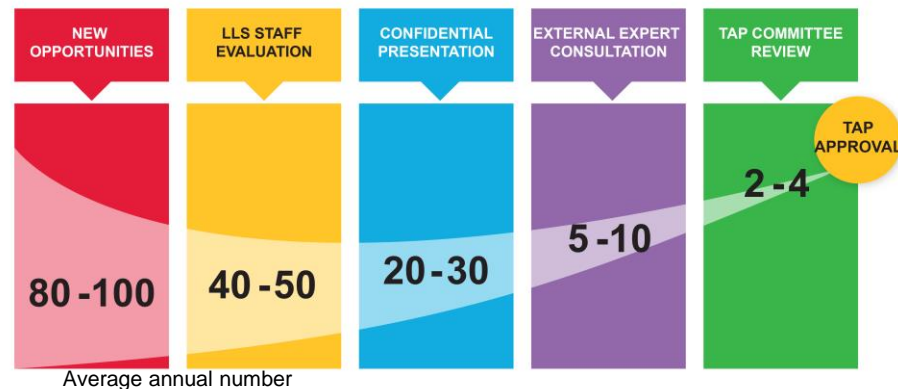 NEW
OPPORTUNITIES
LLS STAFF
EVALUATION
CONFIDENTIAL
PRESENTATION
EXTERNAL EXPERT
CONSULTATION
TAP COMMITTEE
REVIEW
TAP
APPROVAL
80 -100
40 -50
20 -30
5 -10
2 -4
Average annual number